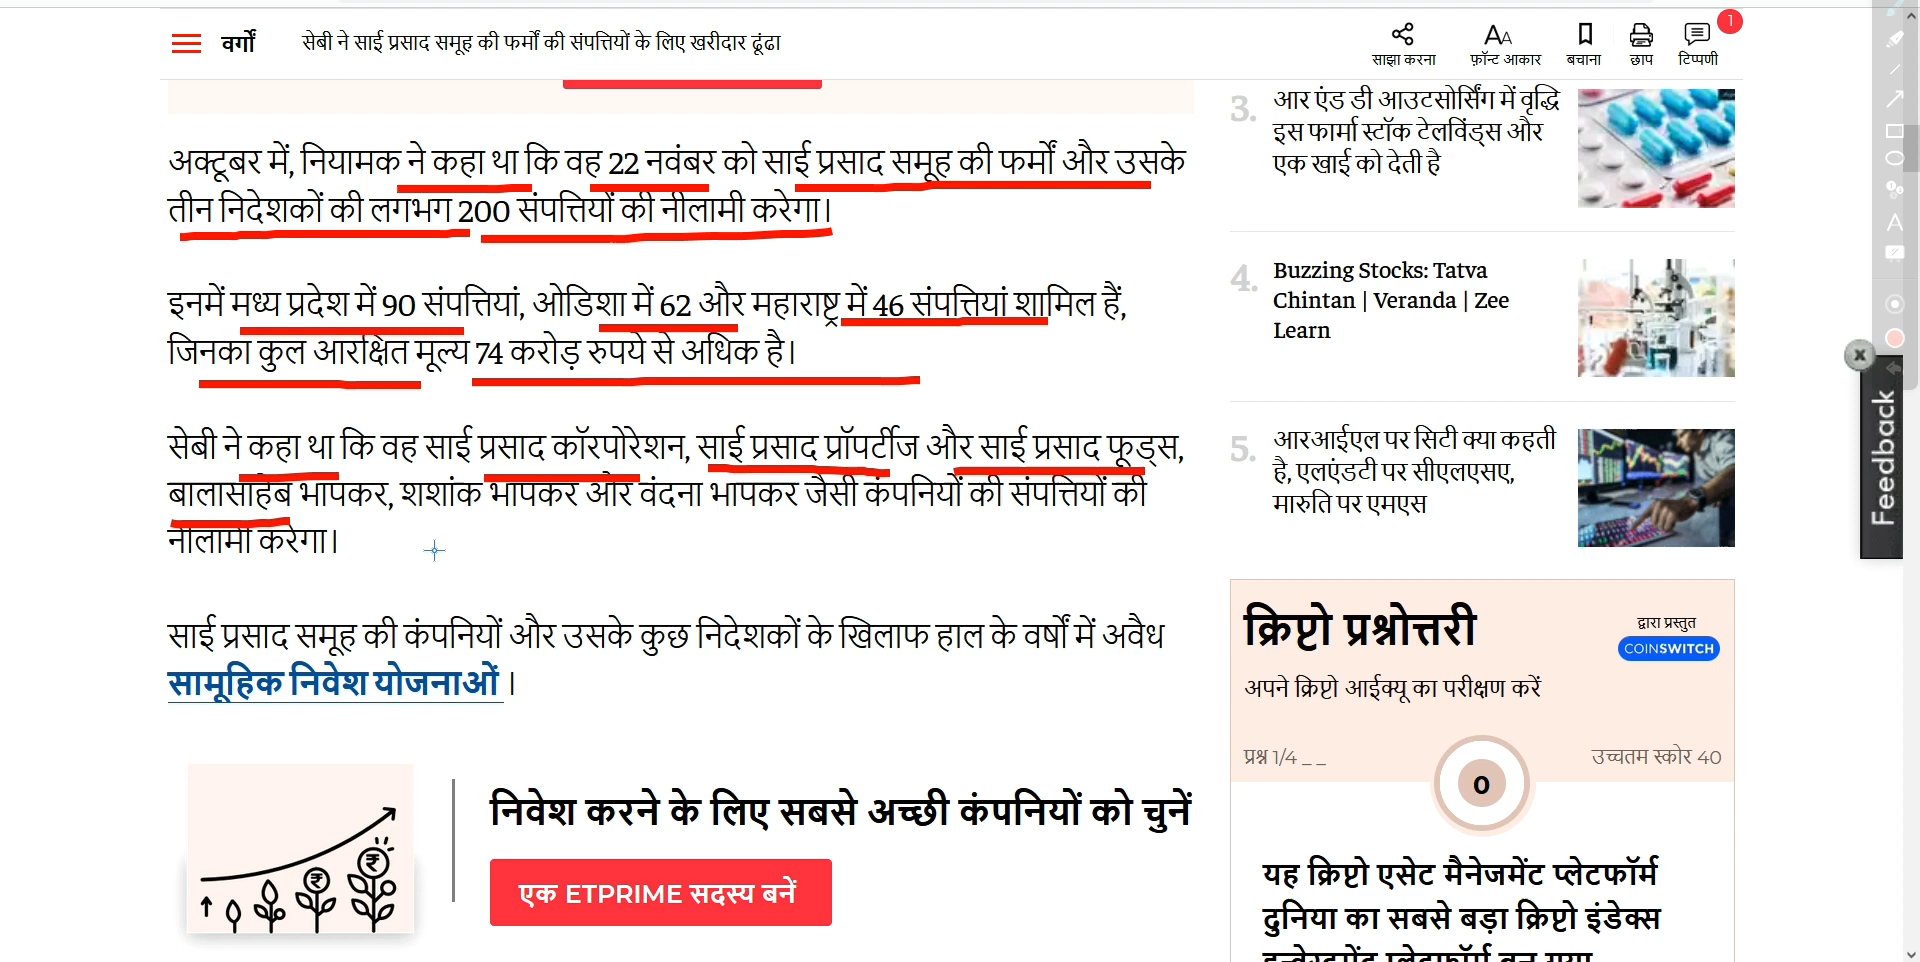 वर्गों
सेबी ने साई प्रसाद समूह की फर्मों की संपत्तियों के लिए खरीदार ढूंढा
साझा करना
AA
फ़ॉन्ट आकार
बचाना
छाप
1
टिप्पणी
अक्टूबर में, नियामक ने कहा था कि वह 22 नवंबर को साई प्रसाद समूह की फर्मों और उसके
तीन निदेशकों की लगभग 200 संपत्तियों की नीलामी करेगा।
इनमें मध्य प्रदेश में 90 संपत्तियां, ओडिशा में 62 और महाराष्ट्र में 46 संपत्तियां शामिल हैं,
जिनका कुल आरक्षित मूल्य 74 करोड़ रुपये से अधिक है।
सेबी ने कहा था कि वह साई प्रसाद कॉरपोरेशन, साई प्रसाद प्रॉपर्टीज और साई प्रसाद फूड्स,
बालासाहेब भापकर, शशांक भापकर और वंदना भापकर जैसी कंपनियों की संपत्तियों की
नीलामी करेगा।
साई प्रसाद समूह की कंपनियों और उसके कुछ निदेशकों के खिलाफ हाल के वर्षों में अवैध
सामूहिक निवेश योजनाओं ।
निवेश करने के लिए सबसे अच्छी कंपनियों को चुनें
एक ETPRIME सदस्य बनें
3.
आर एंड डी आउटसोर्सिंग में वृद्धि
इस फार्मा स्टॉक टेलविंड्स और
एक खाई को देती है
4.
Buzzing Stocks: Tatva
Chintan | Veranda | Zee
Learn
5.
आरआईएल पर सिटी क्या कहती
है, एलएंडटी पर सीएलएसए,
मारुति पर एमएस
क्रिप्टो प्रश्नोत्तरी
द्वारा प्रस्तुत
COINSWITCH
अपने क्रिप्टो आईक्यू का परीक्षण करें
प्रश्न 1/4 _ _
0
उच्चतम स्कोर 40
यह क्रिप्टो एसेट मैनेजमेंट प्लेटफॉर्म
दुनिया का सबसे बड़ा क्रिप्टो इंडेक्स
x
Feedback